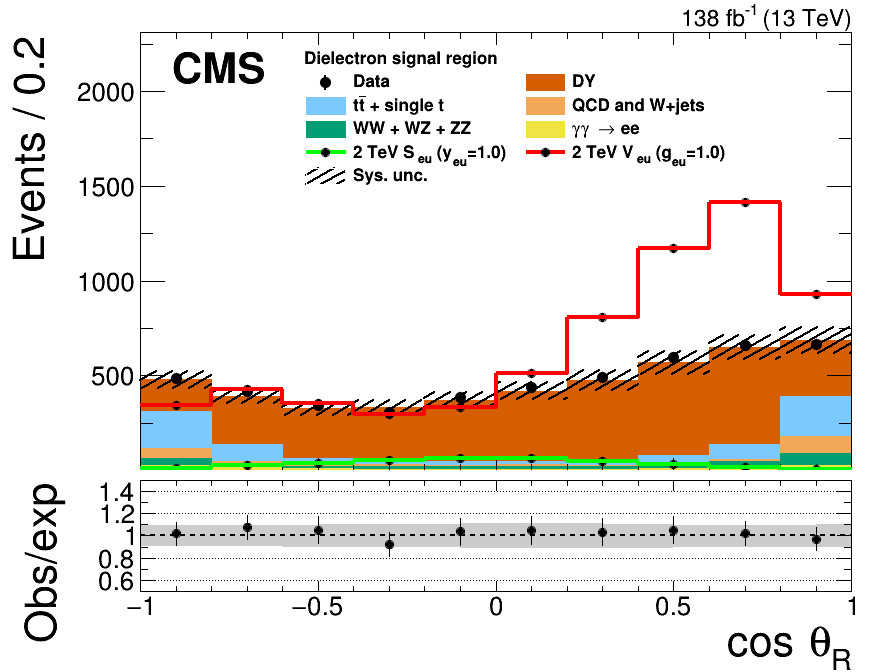 138 fb⁻¹ (13 TeV)
CMS
Dielectron signal region
Data
DY
tt̄ + single t
QCD and W+jets
WW + WZ + ZZ
γγ → ee
2 TeV S_eu (y_eu=1.0)
2 TeV V_eu (g_eu=1.0)
Sys. unc.
Events / 0.2
2000
1500
1000
500
Obs/exp
1.4
1.2
1
0.8
0.6
−1
−0.5
0
0.5
1
cos θ_R